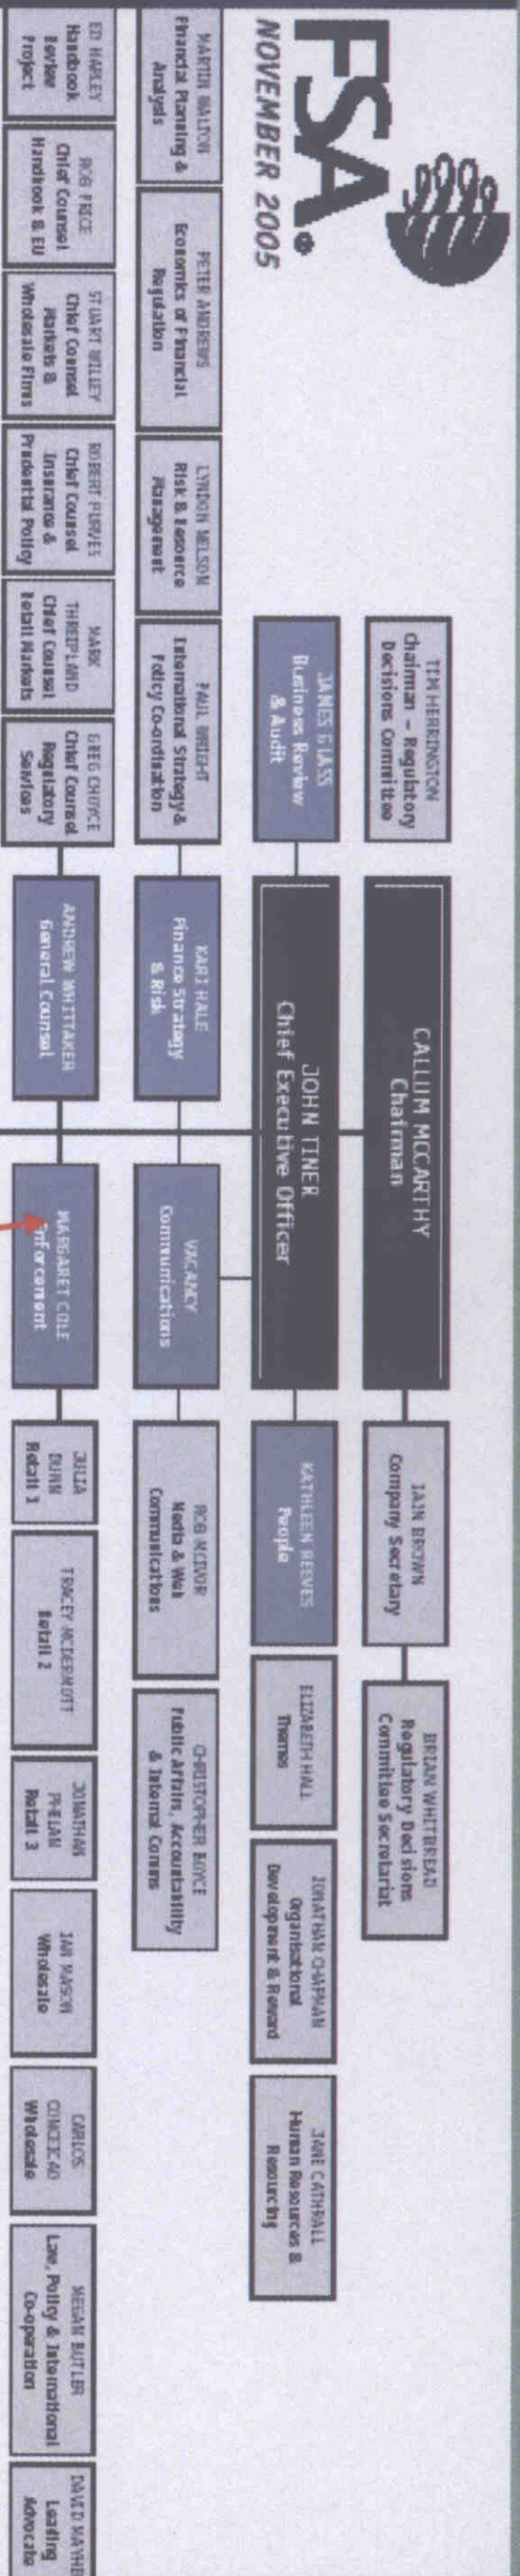 FSA
NOVEMBER 2005
TIM HERRINGTON
Chairman – Regulatory
Decisions Committee
CALLUM MCCARTHY
Chairman
IAIN BROWN
Company Secretary
BRIAN WHITBREAD
Regulatory Decisions
Committee Secretariat
JAMES GLASS
Business Review
& Audit
JOHN TINER
Chief Executive Officer
KATHLEEN REEVES
People
ELIZABETH HALL
Themes
JONATHAN CHAPMAN
Organisational
Development & Reward
JANE CATHRALL
Human Resources &
Resourcing
MARTIN WALTON
Financial Planning &
Analysis
PETER ANDREWS
Economics of Financial
Regulation
LYNDON NELSON
Risk & Resource
Management
PAUL WRIGHT
International Strategy &
Policy Co-ordination
KARI HALE
Finance Strategy
& Risk
VACANCY
Communications
ROB MCIVOR
Media & Web
Communications
CHRISTOPHER BOYCE
Public Affairs, Accountability
& Internal Comms
ED HARLEY
Handbook
Review
Project
ROB PRICE
Chief Counsel
Handbook & EU
STUART WILLEY
Chief Counsel
Markets &
Wholesale Firms
ROBERT PURVES
Chief Counsel
Insurance &
Prudential Policy
MARK
THREIPLAND
Chief Counsel
Retail Markets
GREG CHOYCE
Chief Counsel
Regulatory
Services
ANDREW WHITTAKER
General Counsel
MARGARET COLE
Enforcement
JULIA
DUNN
Retail 1
TRACEY MCDERMOTT
Retail 2
JONATHAN
PHELAN
Retail 3
IAN MASON
Wholesale
CARLOS
CONCEICAO
Wholesale
MEGAN BUTLER
Law, Policy & International
Co-operation
DAVID MAYHE
Leading
Advocate